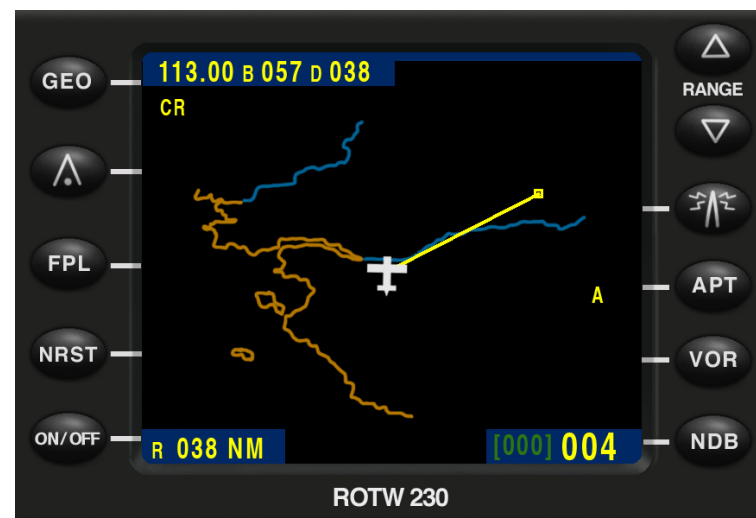 113.00 B 057 D 038
GEO
RANGE
CR
FPL
A
APT
NRST
VOR
ON/OFF
R 038 NM
[000] 004
NDB
ROTW 230